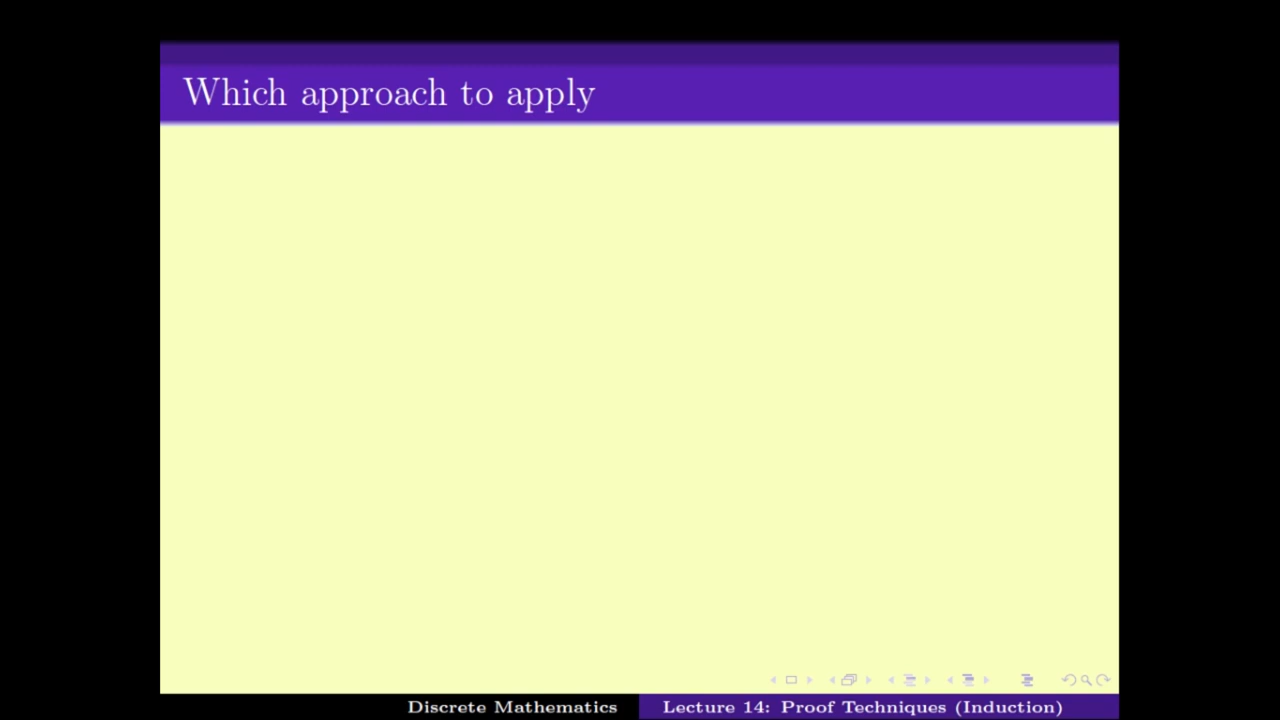 Which approach to apply
Discrete Mathematics
Lecture 14: Proof Techniques (Induction)